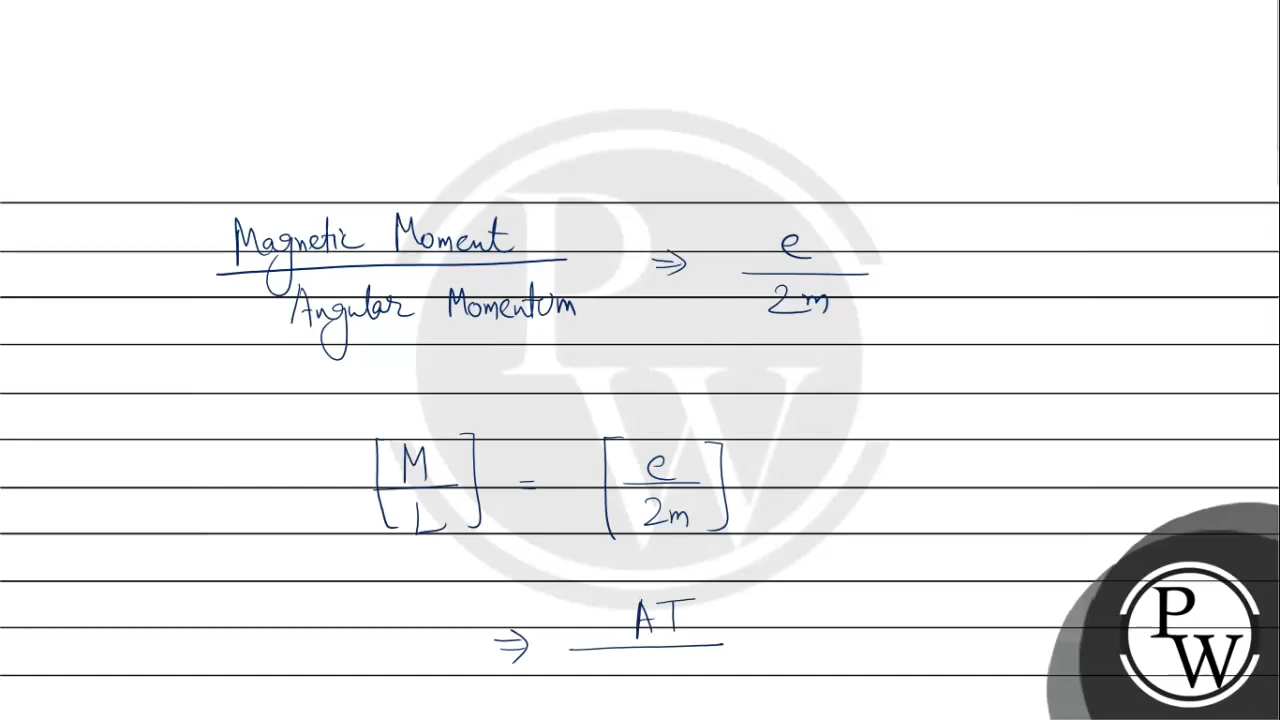 Magnetic Moment / Angular Momentum ⇒ e / 2m
[M / L] = [e / 2m]
⇒ AT /
P
W
P
W